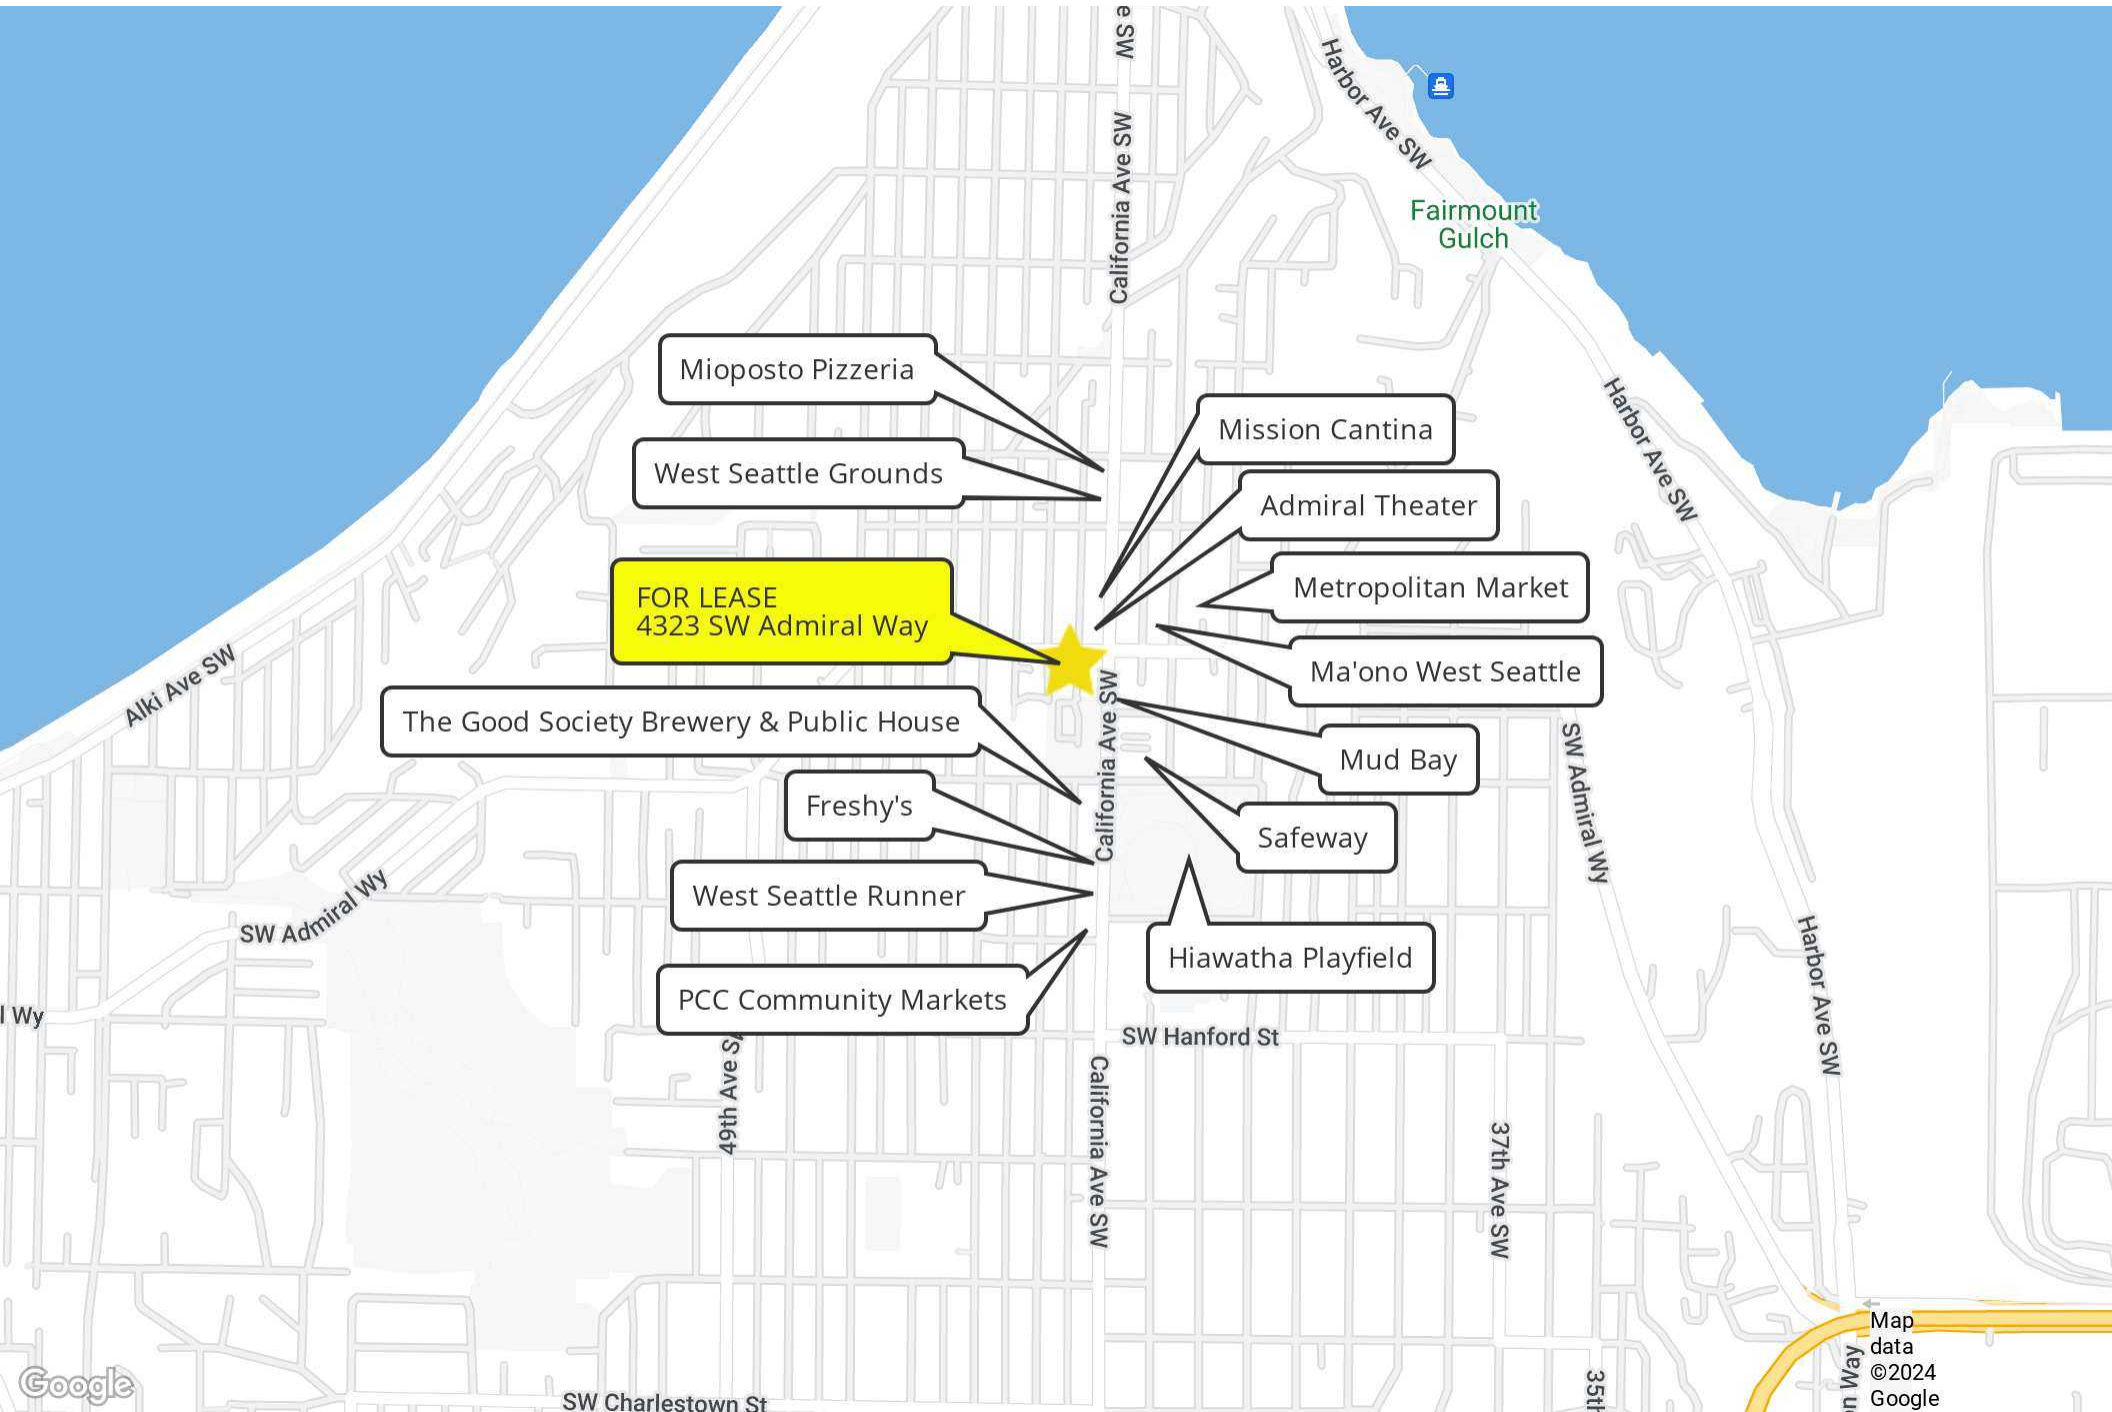 e SW
Harbor Ave SW
California Ave SW
Fairmount
Gulch
Mioposto Pizzeria
Mission Cantina
West Seattle Grounds
Admiral Theater
Harbor Ave SW
FOR LEASE
4323 SW Admiral Way
Metropolitan Market
Ma'ono West Seattle
Alki Ave SW
The Good Society Brewery & Public House
California Ave SW
Mud Bay
SW Admiral Wy
Freshy's
Safeway
West Seattle Runner
SW Admiral Wy
Hiawatha Playfield
Harbor Ave SW
PCC Community Markets
l Wy
SW Hanford St
49th Ave S
California Ave SW
37th Ave SW
Map
data
©2024
Google
Google
SW Charlestown St
35th
n Way